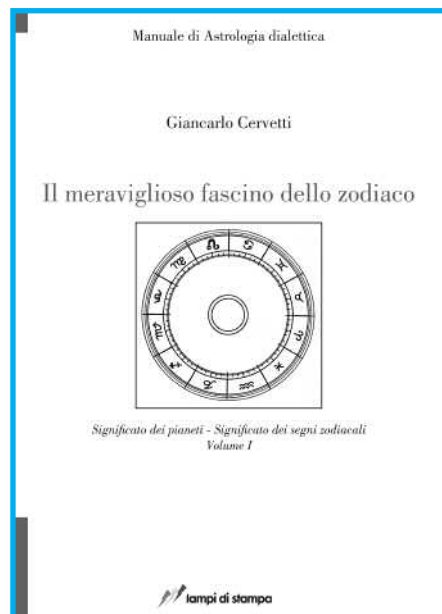 Manuale di Astrologia dialettica
Giancarlo Cervetti
Il meraviglioso fascino dello zodiaco
Significato dei pianeti - Significato dei segni zodiacali
Volume I
lampi di stampa